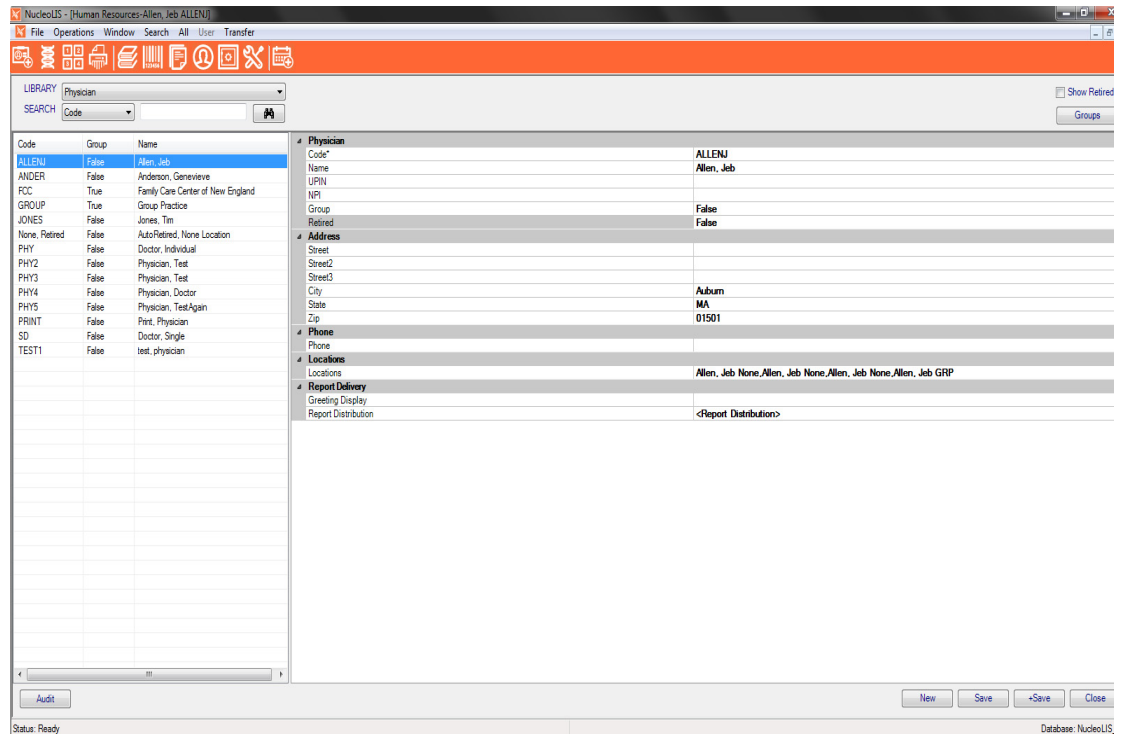 NucleoLIS - [Human Resources-Allen, Jeb ALLENJ]
File Operations Window Search All User Transfer
LIBRARY Physician Show Retired
SEARCH Code Groups
Code Group Name
ALLENJ False Allen, Jeb
ANDER False Anderson, Genevieve
FCC True Family Care Center of New England
GROUP True Group Practice
JONES False Jones, Tim
None, Retired False AutoRetired, None Location
PHY False Doctor, Individual
PHY2 False Physician, Test
PHY3 False Physician, Test
PHY4 False Physician, Doctor
PHY5 False Physician, TestAgain
PRINT False Print, Physician
SD False Doctor, Single
TEST1 False test, physician
Physician
Code* ALLENJ
Name Allen, Jeb
UPIN
NPI
Group False
Retired False
Address
Street
Street2
Street3
City Auburn
State MA
Zip 01501
Phone
Phone
Locations
Locations Allen, Jeb None,Allen, Jeb None,Allen, Jeb None,Allen, Jeb GRP
Report Delivery
Greeting Display
Report Distribution <Report Distribution>
Audit New Save +Save Close
Status: Ready Database: NucleoLIS_